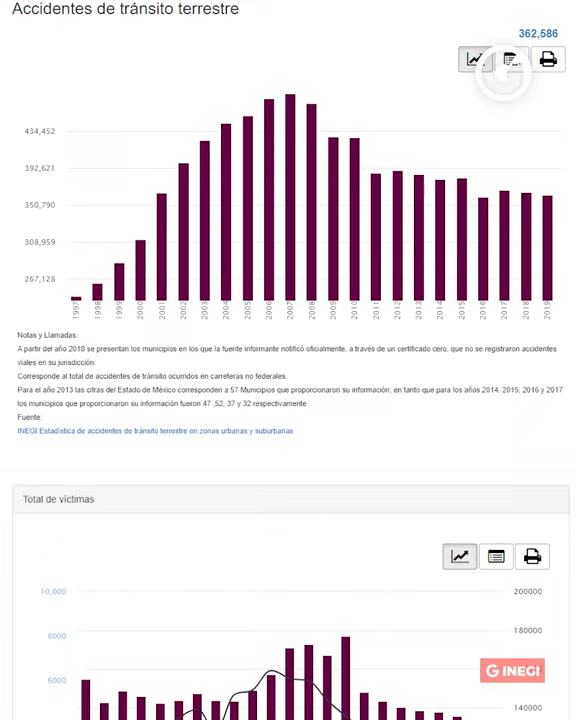 Accidentes de tránsito terrestre
362,586
434,452
392,621
350,790
308,959
267,128
1997 1998 1999 2000 2001 2002 2003 2004 2005 2006 2007 2008 2009 2010 2011 2012 2013 2014 2015 2016 2017 2018 2019
Notas y Llamadas:
A partir del año 2018 se presentan los municipios en los que la fuente informante notificó oficialmente, a través de un certificado cero, que no se registraron accidentes
viales en su jurisdicción.
Corresponde al total de accidentes de tránsito ocurridos en carreteras no federales.
Para el año 2013 las cifras del Estado de México corresponden a 57 Municipios que proporcionaron su información; en tanto que para los años 2014, 2015, 2016 y 2017
los municipios que proporcionaron su información fueron 47 ,52, 37 y 32 respectivamente.
Fuente:
INEGI Estadística de accidentes de tránsito terrestre en zonas urbanas y suburbanas
Total de víctimas
10,000 200000
8000 180000
INEGI
6000
140000